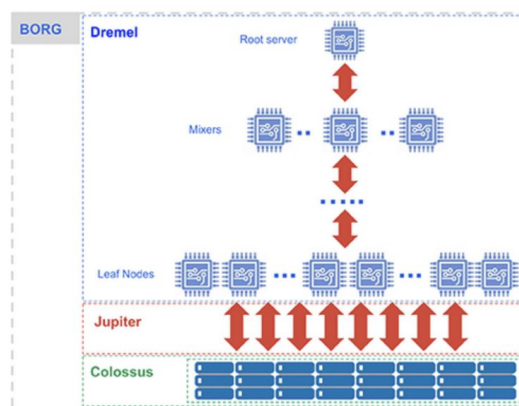 BORG
Dremel
Root server
Mixers
Leaf Nodes
Jupiter
Colossus